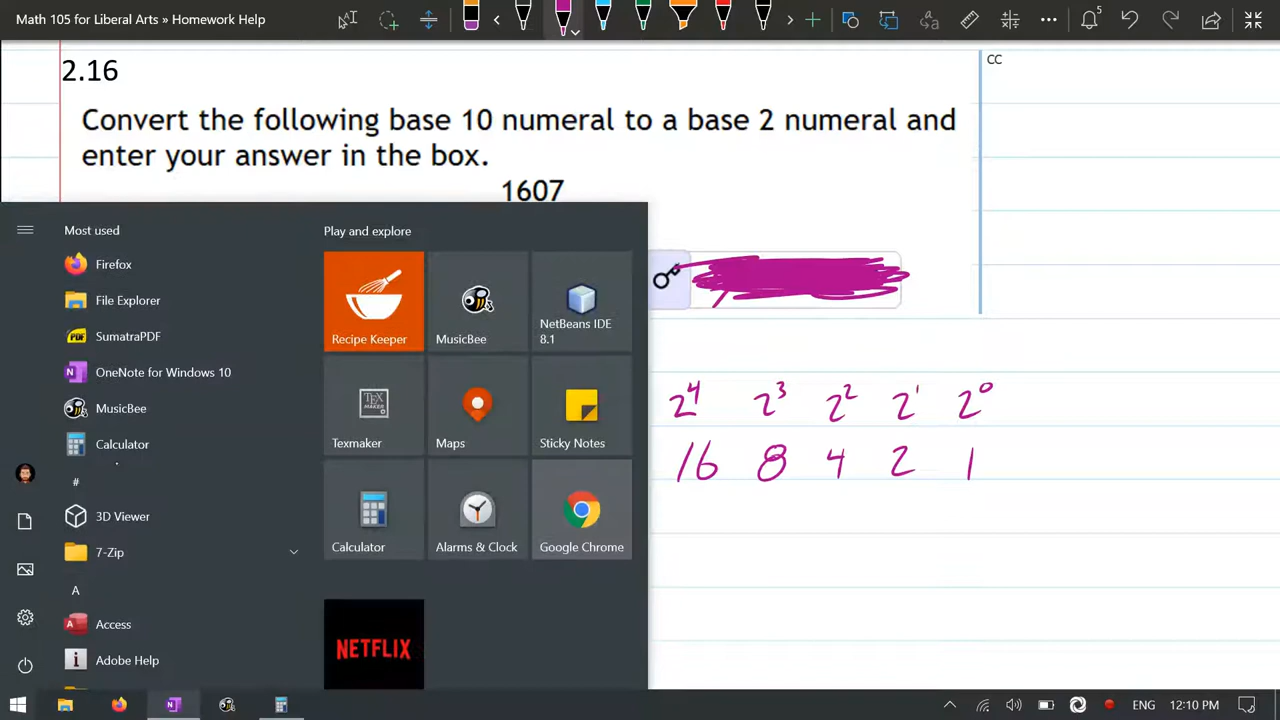 Math 105 for Liberal Arts » Homework Help
5
2.16
CC
Convert the following base 10 numeral to a base 2 numeral and
enter your answer in the box.
1607
Most used
Firefox
File Explorer
SumatraPDF
OneNote for Windows 10
MusicBee
Calculator
#
3D Viewer
7-Zip
A
Access
Adobe Help
Play and explore
Recipe Keeper
MusicBee
NetBeans IDE
8.1
TEX
MAKER
Texmaker
Maps
Sticky Notes
Calculator
Alarms & Clock
Google Chrome
NETFLIX
2⁴ 2³ 2² 2¹ 2⁰
16 8 4 2 1
ENG 12:10 PM